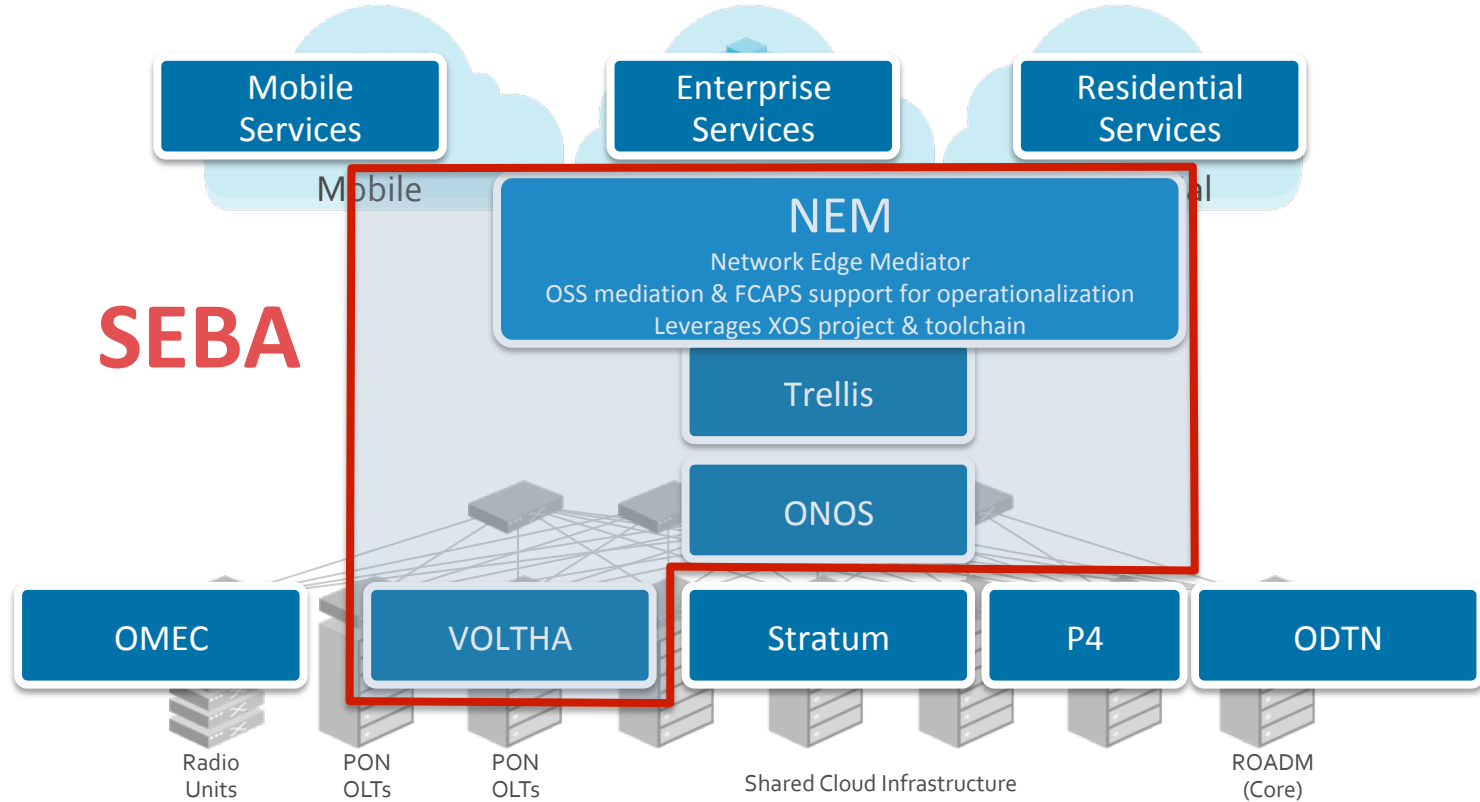 Mobile
Services
Enterprise
Services
Residential
Services
Mobile
al
NEM
Network Edge Mediator
OSS mediation & FCAPS support for operationalization
Leverages XOS project & toolchain
SEBA
Trellis
ONOS
OMEC
VOLTHA
Stratum
P4
ODTN
Radio
Units
PON
OLTs
PON
OLTs
Shared Cloud Infrastructure
ROADM
(Core)